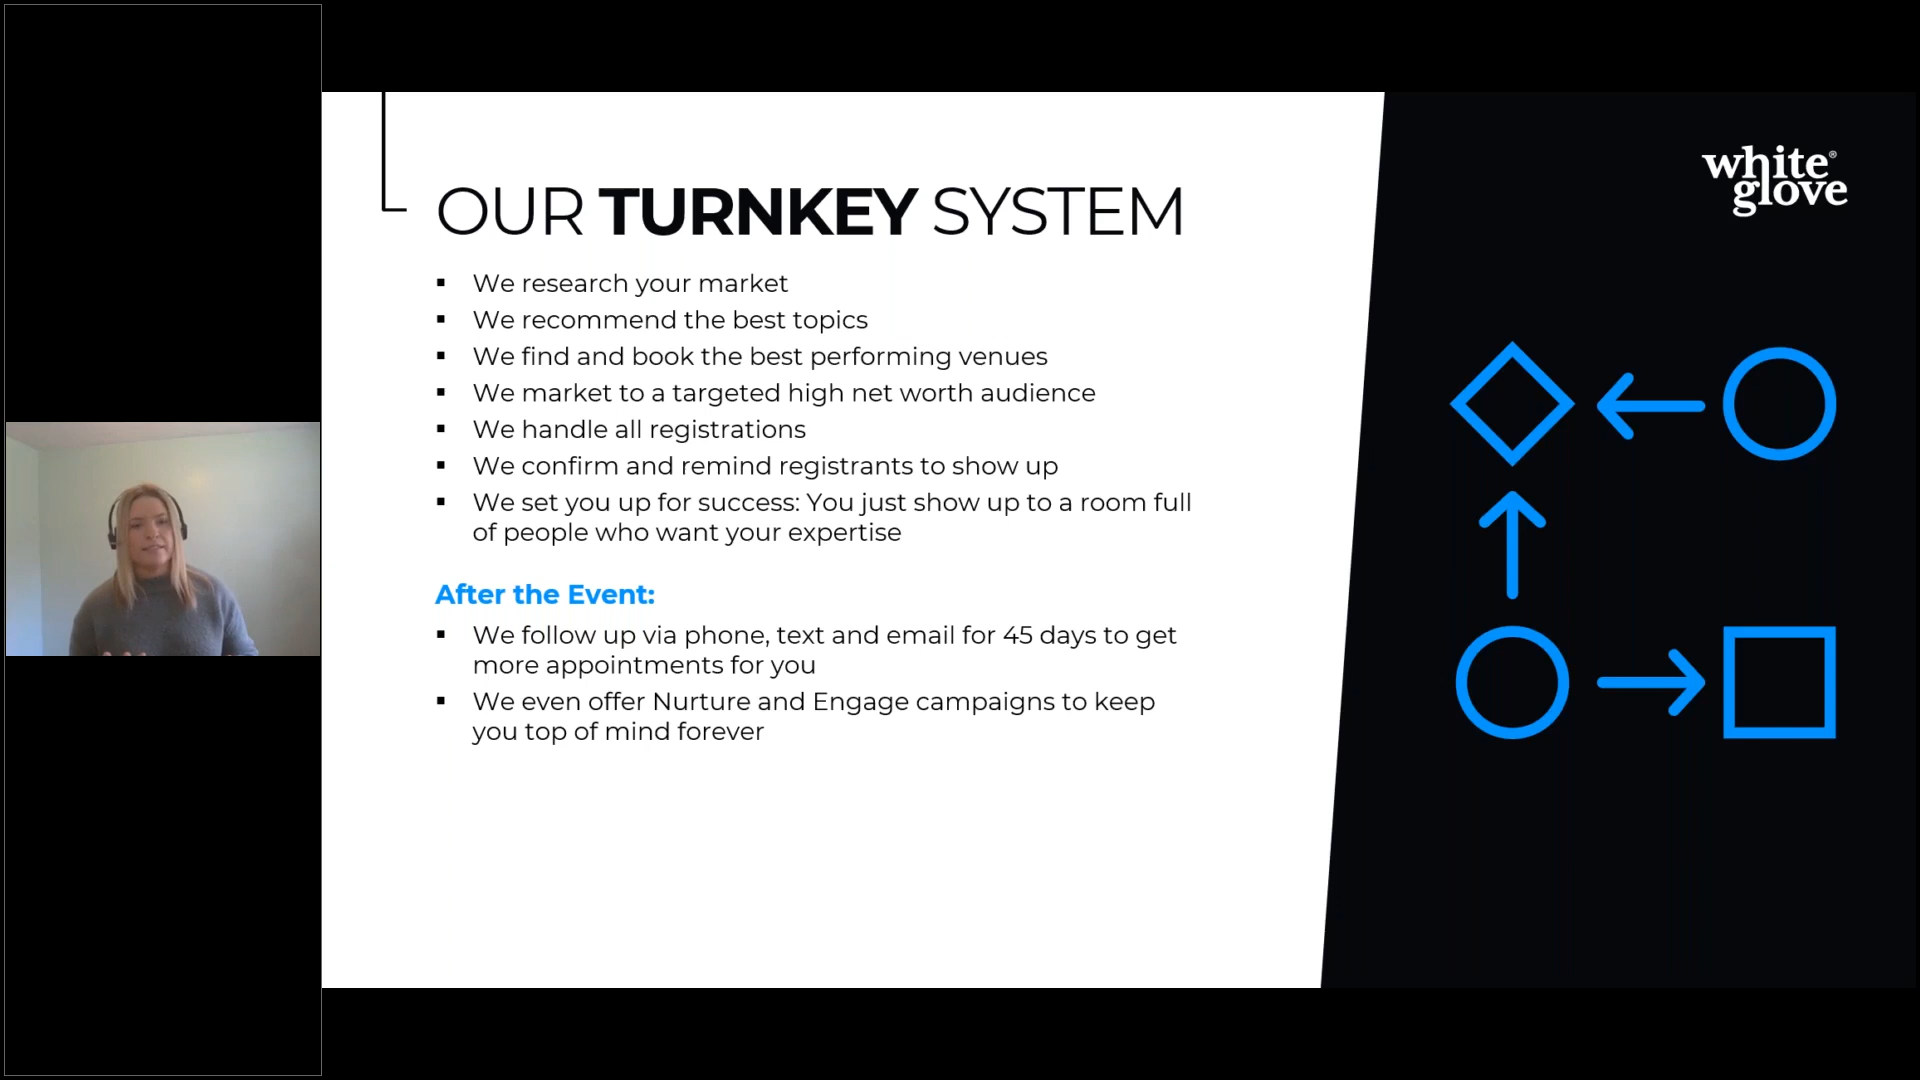 white®
glove
OUR TURNKEY SYSTEM
▪ We research your market
▪ We recommend the best topics
▪ We find and book the best performing venues
▪ We market to a targeted high net worth audience
▪ We handle all registrations
▪ We confirm and remind registrants to show up
▪ We set you up for success: You just show up to a room full
of people who want your expertise
After the Event:
▪ We follow up via phone, text and email for 45 days to get
more appointments for you
▪ We even offer Nurture and Engage campaigns to keep
you top of mind forever